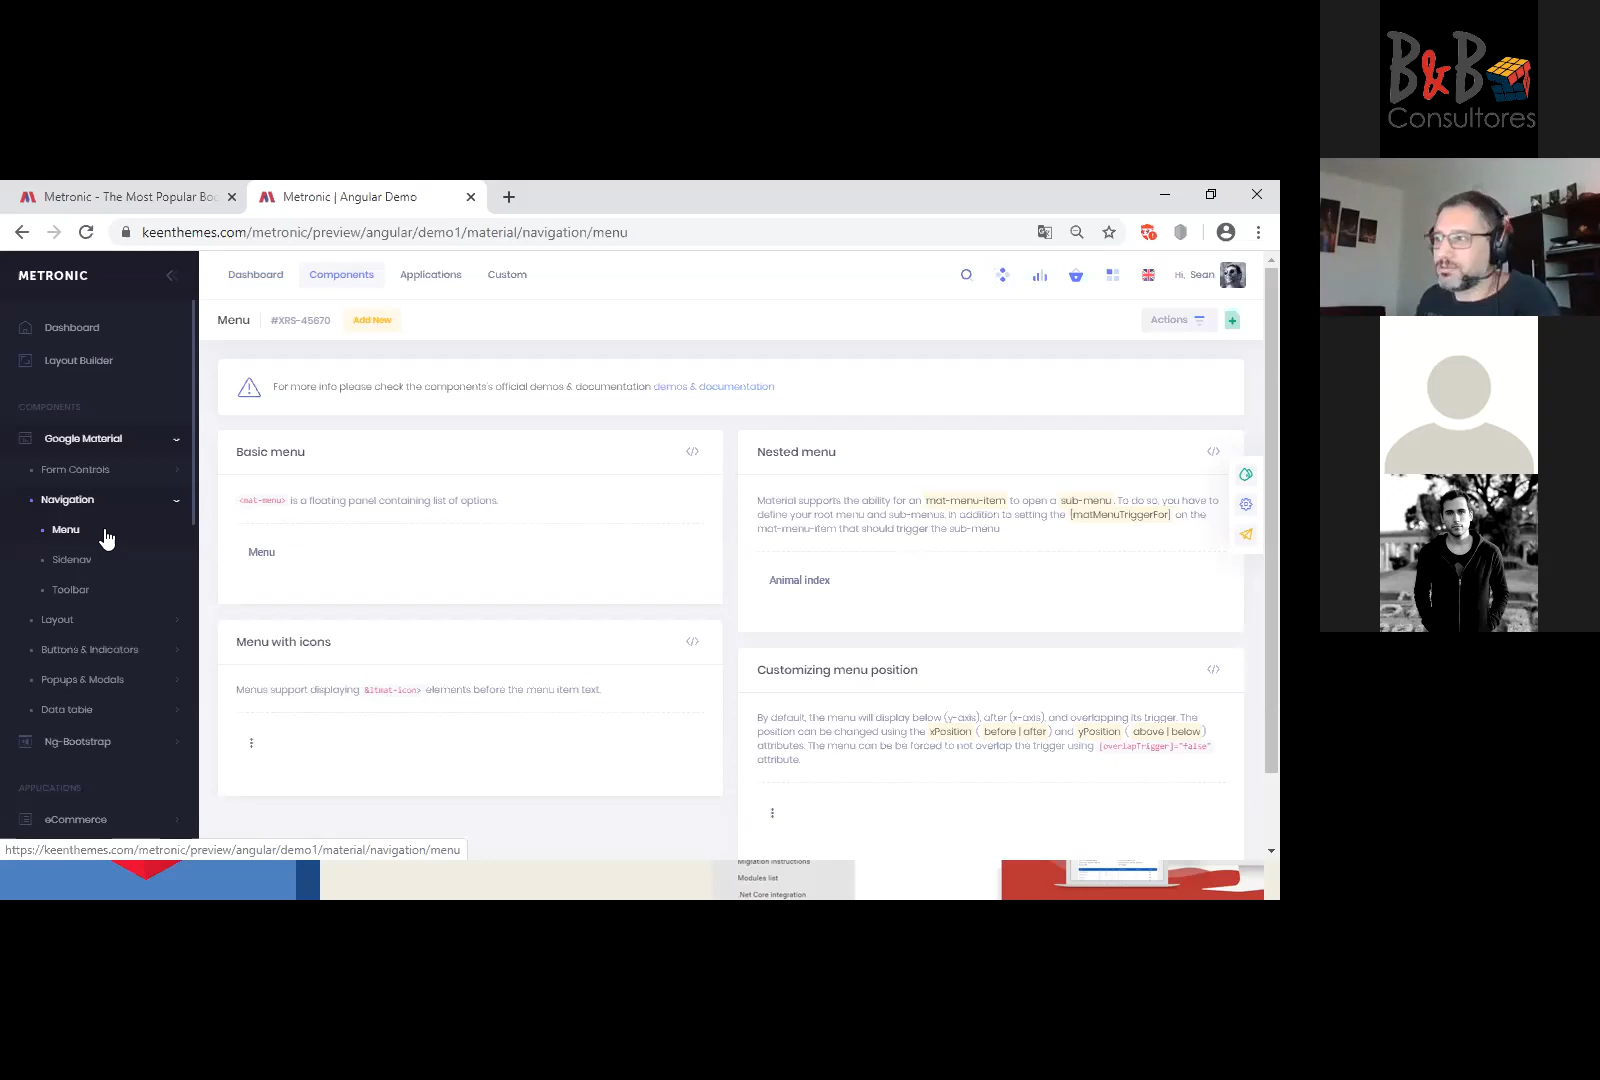 B&B
Consultores
Metronic - The Most Popular Boo
Metronic | Angular Demo
keenthemes.com/metronic/preview/angular/demo1/material/navigation/menu
METRONIC
Dashboard
Components
Applications
Custom
Hi, Sean
Menu
#XRS-45670
Add New
Actions
Dashboard
Layout Builder
COMPONENTS
Google Material
Form Controls
Navigation
Menu
Sidenav
Toolbar
Layout
Buttons & Indicators
Popups & Modals
Data table
Ng-Bootstrap
APPLICATIONS
eCommerce
For more info please check the components's official demos & documentation demos & documentation
Basic menu
<mat-menu> is a floating panel containing list of options.
Menu
Nested menu
Material supports the ability for an mat-menu-item to open a sub-menu. To do so, you have to
define your root menu and sub-menus, in addition to setting the [matMenuTriggerFor] on the
mat-menu-item that should trigger the sub-menu
Animal index
Menu with icons
Menus support displaying &ltmat-icon> elements before the menu item text.
Customizing menu position
By default, the menu will display below (y-axis), after (x-axis), and overlapping its trigger. The
position can be changed using the xPosition ( before | after ) and yPosition ( above | below )
attributes. The menu can be be forced to not overlap the trigger using [overlapTrigger]="false"
attribute.
https://keenthemes.com/metronic/preview/angular/demo1/material/navigation/menu
Migration instructions
Modules list
.Net Core integration